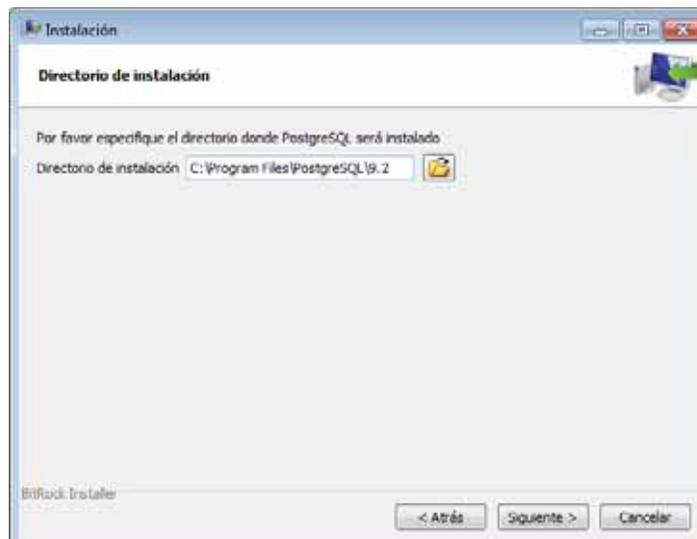 Instalación
Directorio de instalación
Por favor especifique el directorio donde PostgreSQL será instalado
Directorio de instalación C:\Program Files\PostgreSQL\9.2
BitRock Installer
< Atrás Siguiente > Cancelar